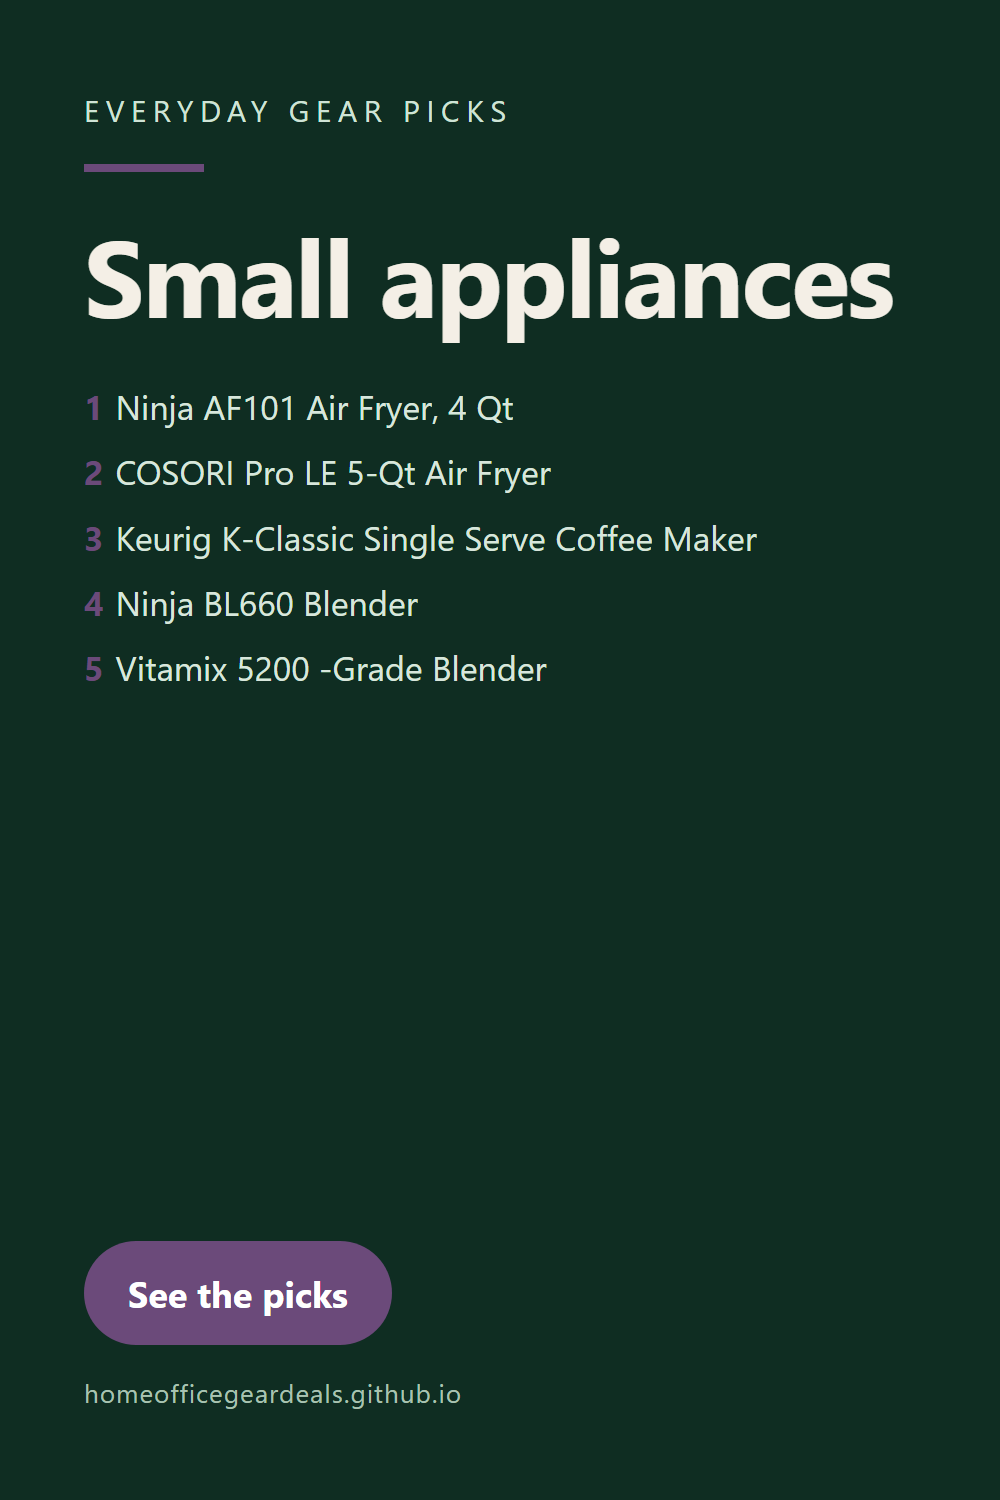 EVERYDAY GEAR PICKS
Small appliances
1 Ninja AF101 Air Fryer, 4 Qt
2 COSORI Pro LE 5-Qt Air Fryer
3 Keurig K-Classic Single Serve Coffee Maker
4 Ninja BL660 Blender
5 Vitamix 5200 -Grade Blender
See the picks
homeofficegeardeals.github.io